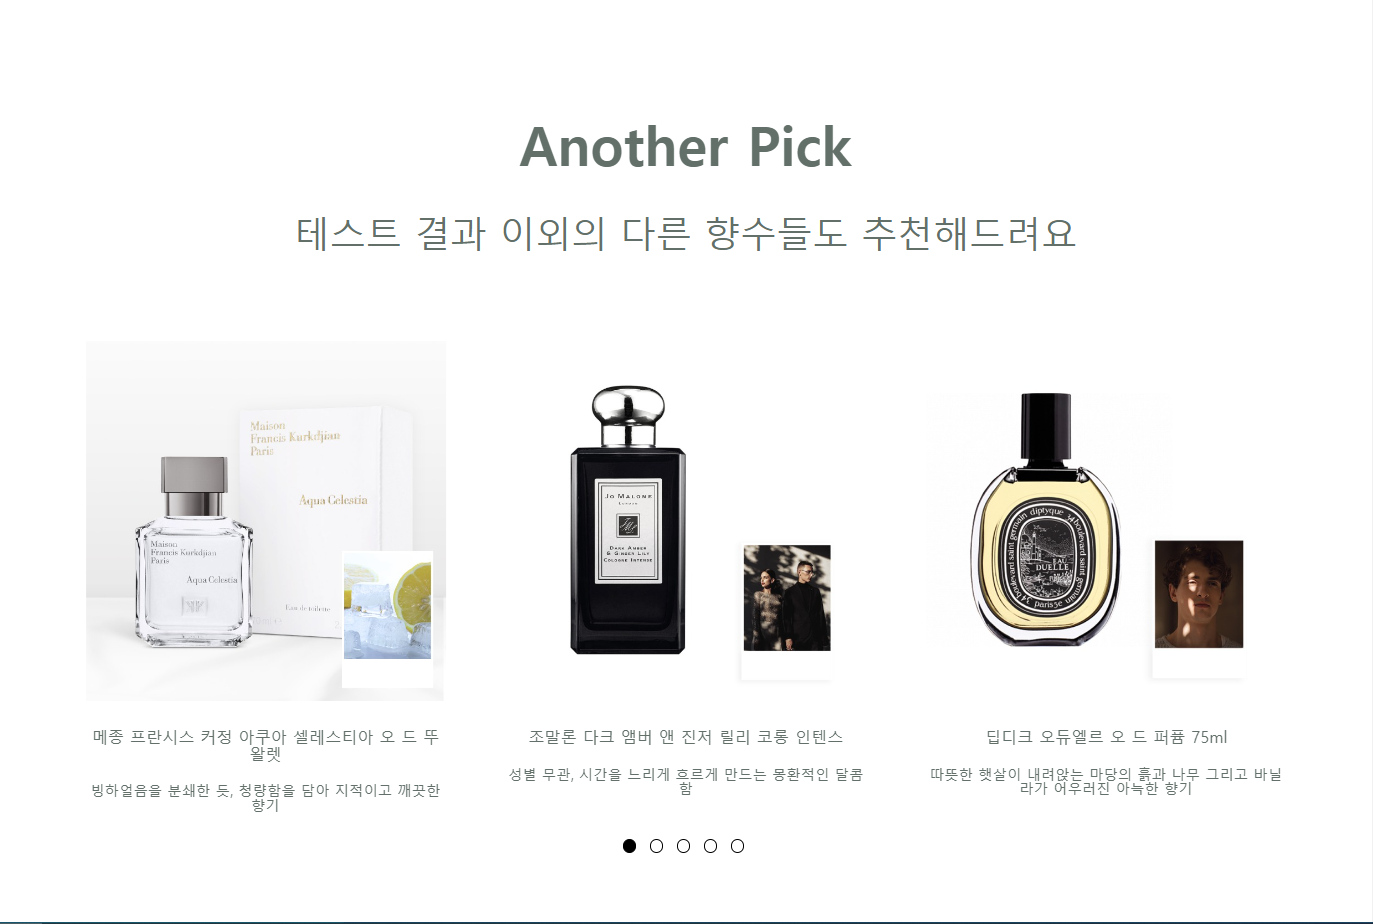 Another Pick
테스트 결과 이외의 다른 향수들도 추천해드려요
Maison
Francis Kurkdjian
Paris
Aqua Celestia
Maison
Francis Kurkdjian
Paris
Aqua Celestia
Eau de toilette
JO MALONE
LONDON
DARK AMBER
& GINGER LILY
COLOGNE INTENSE
diptyque 34 boulevard saint germain
EAU
DUELLE
34 boulevard saint germain paris 5e
메종 프란시스 커정 아쿠아 셀레스티아 오 드 뚜
왈렛
빙하얼음을 분쇄한 듯, 청량함을 담아 지적이고 깨끗한
향기
조말론 다크 앰버 앤 진저 릴리 코롱 인텐스
성별 무관, 시간을 느리게 흐르게 만드는 몽환적인 달콤
함
딥디크 오듀엘르 오 드 퍼퓸 75ml
따뜻한 햇살이 내려앉는 마당의 흙과 나무 그리고 바닐
라가 어우러진 아늑한 향기